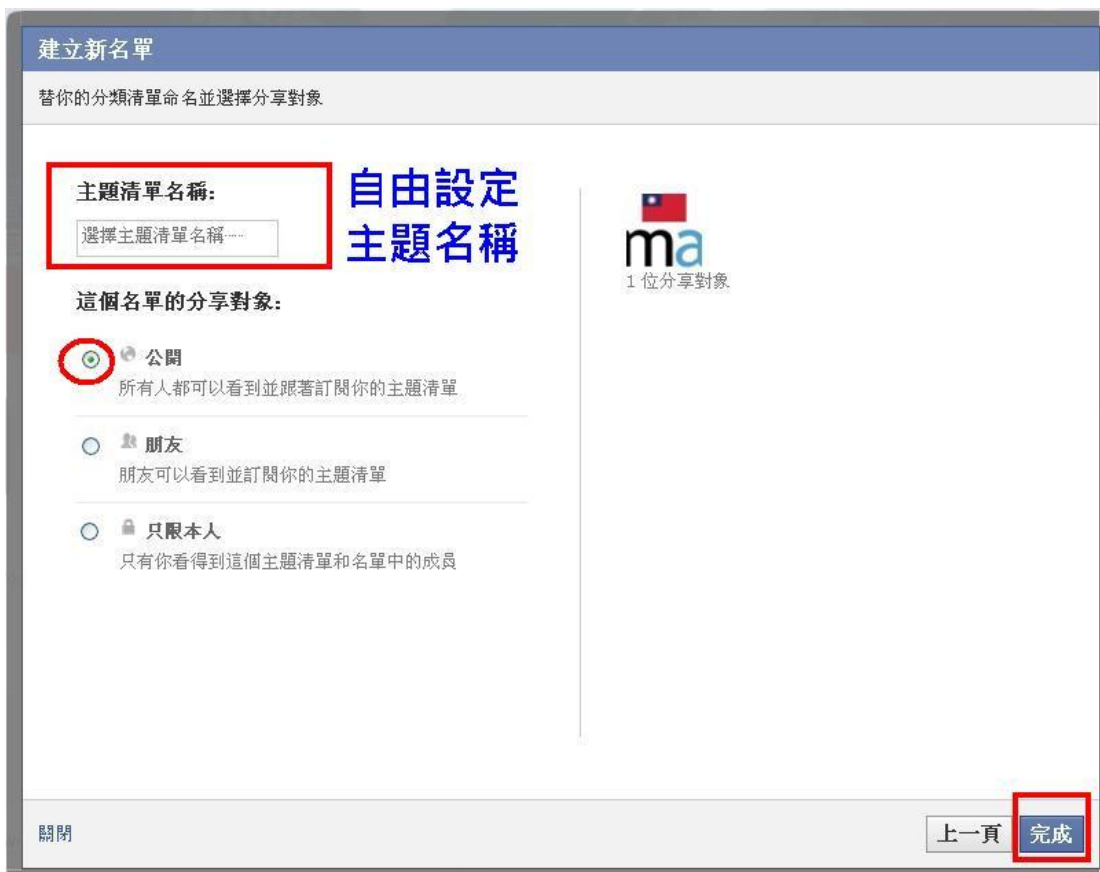 建立新名單
替你的分類清單命名並選擇分享對象
主題清單名稱:
選擇主題清單名稱……
自由設定
主題名稱
這個名單的分享對象:
公開
所有人都可以看到並跟著訂閱你的主題清單
朋友
朋友可以看到並訂閱你的主題清單
只限本人
只有你看得到這個主題清單和名單中的成員
ma
1 位分享對象
關閉
上一頁
完成